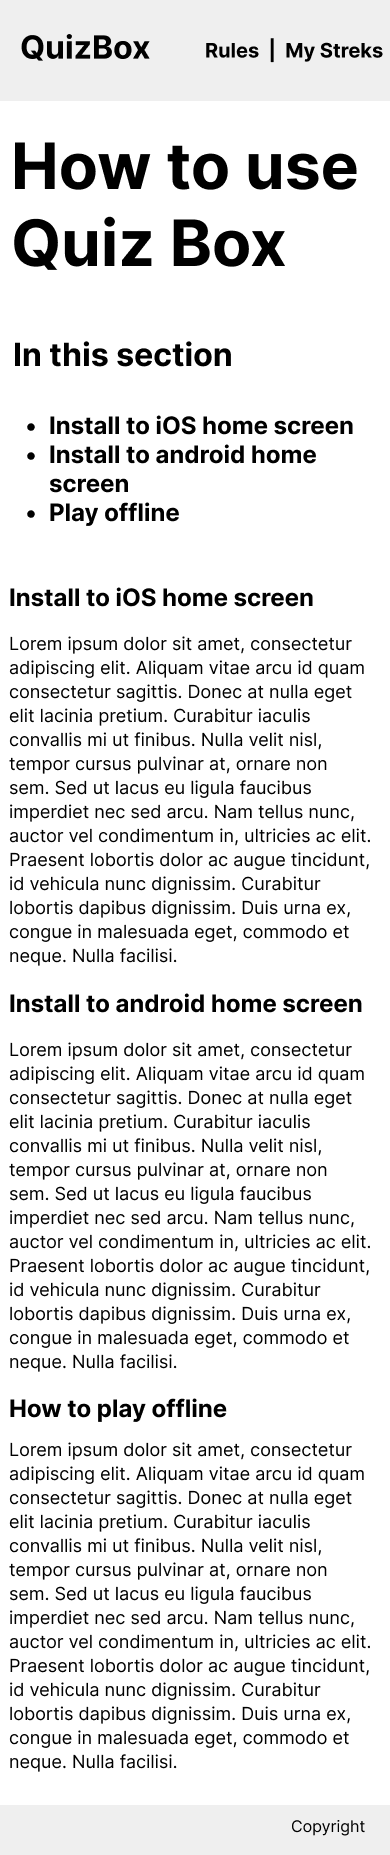 QuizBox
Rules | My Streks
How to use
Quiz Box
In this section
• Install to iOS home screen
• Install to android home
screen
• Play offline
Install to iOS home screen
Lorem ipsum dolor sit amet, consectetur
adipiscing elit. Aliquam vitae arcu id quam
consectetur sagittis. Donec at nulla eget
elit lacinia pretium. Curabitur iaculis
convallis mi ut finibus. Nulla velit nisl,
tempor cursus pulvinar at, ornare non
sem. Sed ut lacus eu ligula faucibus
imperdiet nec sed arcu. Nam tellus nunc,
auctor vel condimentum in, ultricies ac elit.
Praesent lobortis dolor ac augue tincidunt,
id vehicula nunc dignissim. Curabitur
lobortis dapibus dignissim. Duis urna ex,
congue in malesuada eget, commodo et
neque. Nulla facilisi.
Install to android home screen
Lorem ipsum dolor sit amet, consectetur
adipiscing elit. Aliquam vitae arcu id quam
consectetur sagittis. Donec at nulla eget
elit lacinia pretium. Curabitur iaculis
convallis mi ut finibus. Nulla velit nisl,
tempor cursus pulvinar at, ornare non
sem. Sed ut lacus eu ligula faucibus
imperdiet nec sed arcu. Nam tellus nunc,
auctor vel condimentum in, ultricies ac elit.
Praesent lobortis dolor ac augue tincidunt,
id vehicula nunc dignissim. Curabitur
lobortis dapibus dignissim. Duis urna ex,
congue in malesuada eget, commodo et
neque. Nulla facilisi.
How to play offline
Lorem ipsum dolor sit amet, consectetur
adipiscing elit. Aliquam vitae arcu id quam
consectetur sagittis. Donec at nulla eget
elit lacinia pretium. Curabitur iaculis
convallis mi ut finibus. Nulla velit nisl,
tempor cursus pulvinar at, ornare non
sem. Sed ut lacus eu ligula faucibus
imperdiet nec sed arcu. Nam tellus nunc,
auctor vel condimentum in, ultricies ac elit.
Praesent lobortis dolor ac augue tincidunt,
id vehicula nunc dignissim. Curabitur
lobortis dapibus dignissim. Duis urna ex,
congue in malesuada eget, commodo et
neque. Nulla facilisi.
Copyright